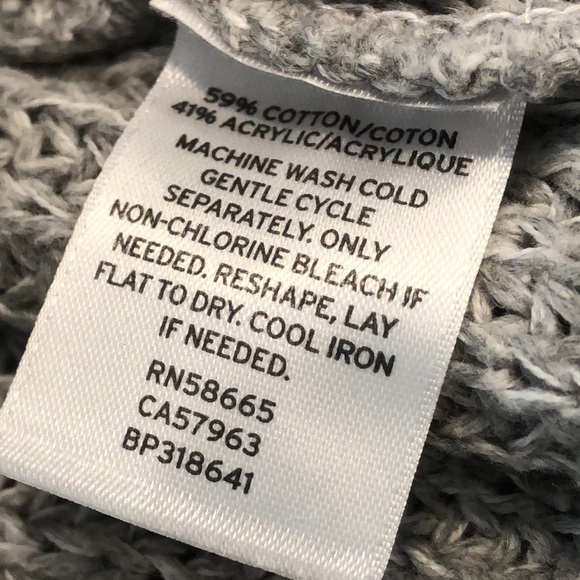 59% COTTON/COTON
41% ACRYLIC/ACRYLIQUE
MACHINE WASH COLD
GENTLE CYCLE
SEPARATELY. ONLY
NON-CHLORINE BLEACH IF
NEEDED. RESHAPE, LAY
FLAT TO DRY. COOL IRON
IF NEEDED.
RN58665
CA57963
BP318641